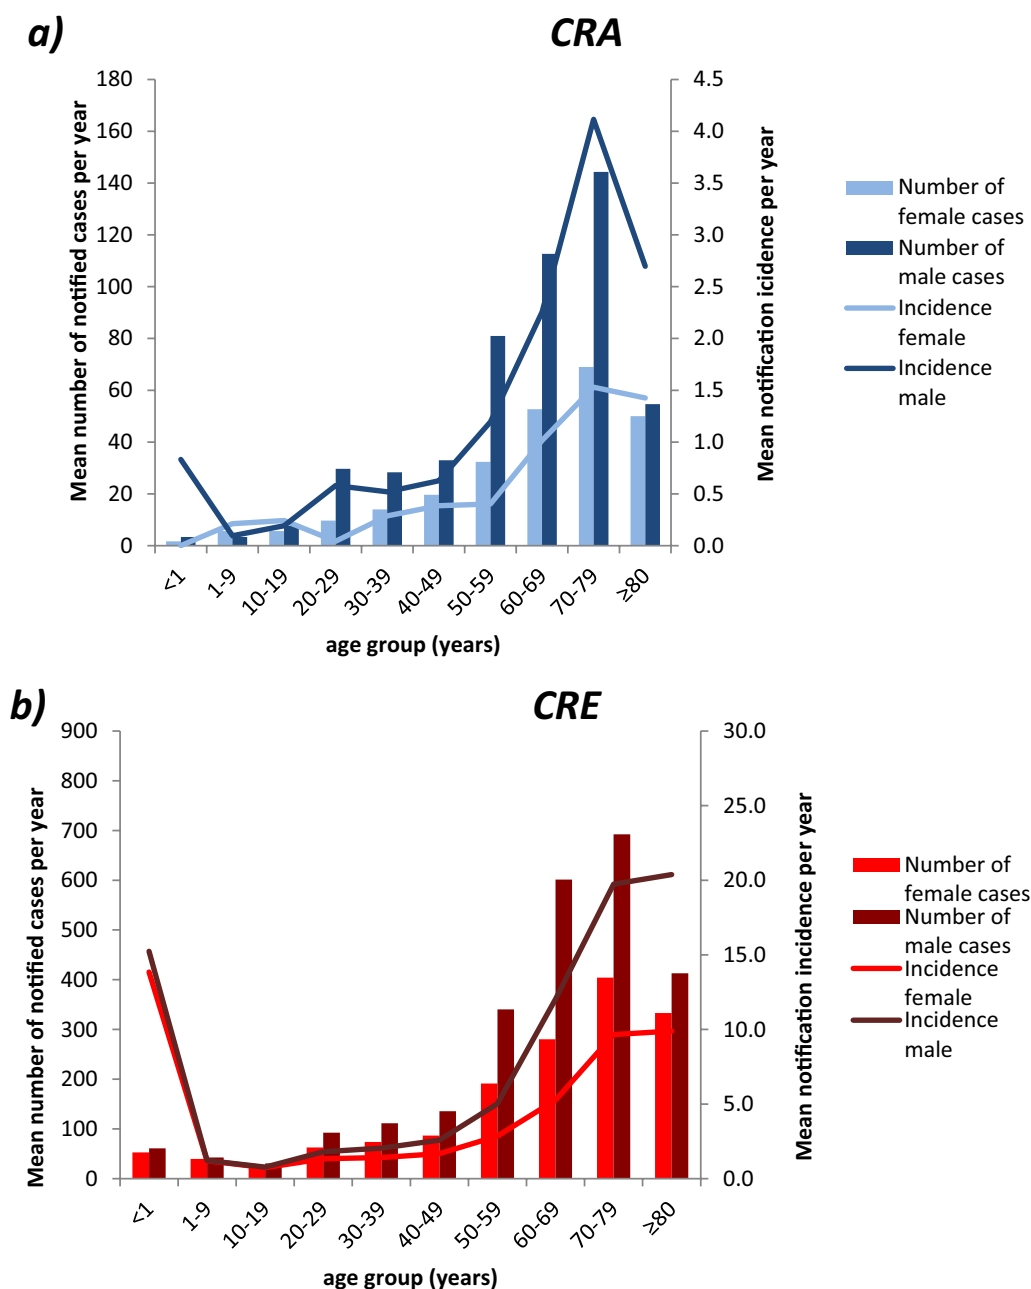 a)
CRA
Mean number of notified cases per year
180
160
140
120
100
80
60
40
20
0
4.5
4.0
3.5
3.0
2.5
2.0
1.5
1.0
0.5
0.0
Mean notification icidence per year
<1
1-9
10-19
20-29
30-39
40-49
50-59
60-69
70-79
≥80
age group (years)
Number of
female cases
Number of
male cases
Incidence
female
Incidence
male
b)
CRE
Mean number of notified cases per year
900
800
700
600
500
400
300
200
100
0
30.0
25.0
20.0
15.0
10.0
5.0
0.0
Mean notification incidence per year
<1
1-9
10-19
20-29
30-39
40-49
50-59
60-69
70-79
≥80
age group (years)
Number of
female cases
Number of
male cases
Incidence
female
Incidence
male